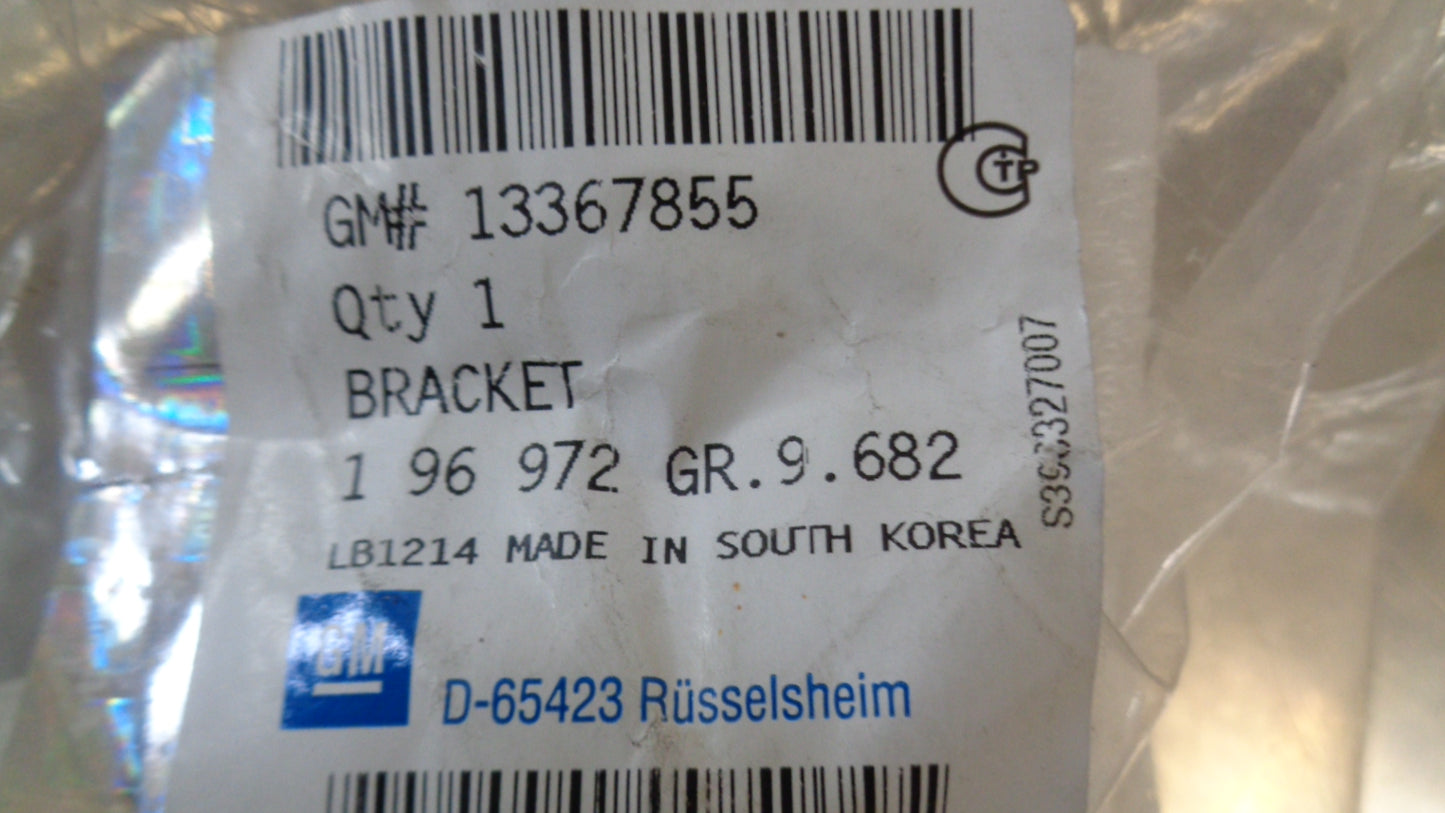 GM# 13367855
Qty 1
BRACKET
1 96 972 GR.9.682
LB1214 MADE IN SOUTH KOREA
GM
D-65423 Rüsselsheim